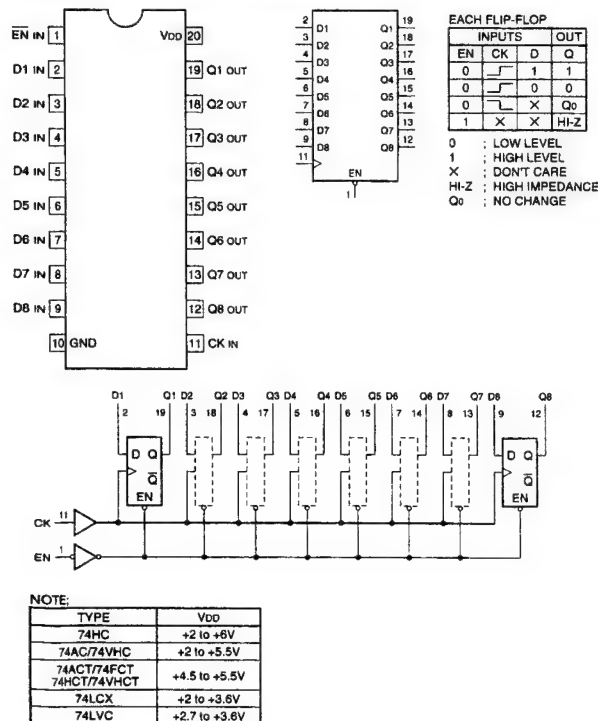 EN IN 1 VDD 20
D1 IN 2 19 Q1 OUT
D2 IN 3 18 Q2 OUT
D3 IN 4 17 Q3 OUT
D4 IN 5 16 Q4 OUT
D5 IN 6 15 Q5 OUT
D6 IN 7 14 Q6 OUT
D7 IN 8 13 Q7 OUT
D8 IN 9 12 Q8 OUT
10 GND 11 CK IN
2 D1 Q1 19
3 D2 Q2 18
4 D3 Q3 17
5 D4 Q4 16
6 D5 Q5 15
7 D6 Q6 14
8 D7 Q7 13
9 D8 Q8 12
11
EN
1
EACH FLIP-FLOP
INPUTS OUT
EN CK D Q
0 1 1
0 0 0
0 X Q0
1 X X HI-Z
0 ; LOW LEVEL
1 ; HIGH LEVEL
X ; DON'T CARE
HI-Z ; HIGH IMPEDANCE
Q0 ; NO CHANGE
D1 Q1 D2 Q2 D3 Q3 D4 Q4 D5 Q5 D6 Q6 D7 Q7 D8 Q8
2 19 3 18 4 17 5 16 6 15 7 14 8 13 9 12
D Q D Q
Q Q
EN EN
CK 11
EN 1
NOTE;
TYPE VDD
74HC +2 to +6V
74AC/74VHC +2 to +5.5V
74ACT/74FCT
74HCT/74VHCT +4.5 to +5.5V
74LCX +2 to +3.6V
74LVC +2.7 to +3.6V